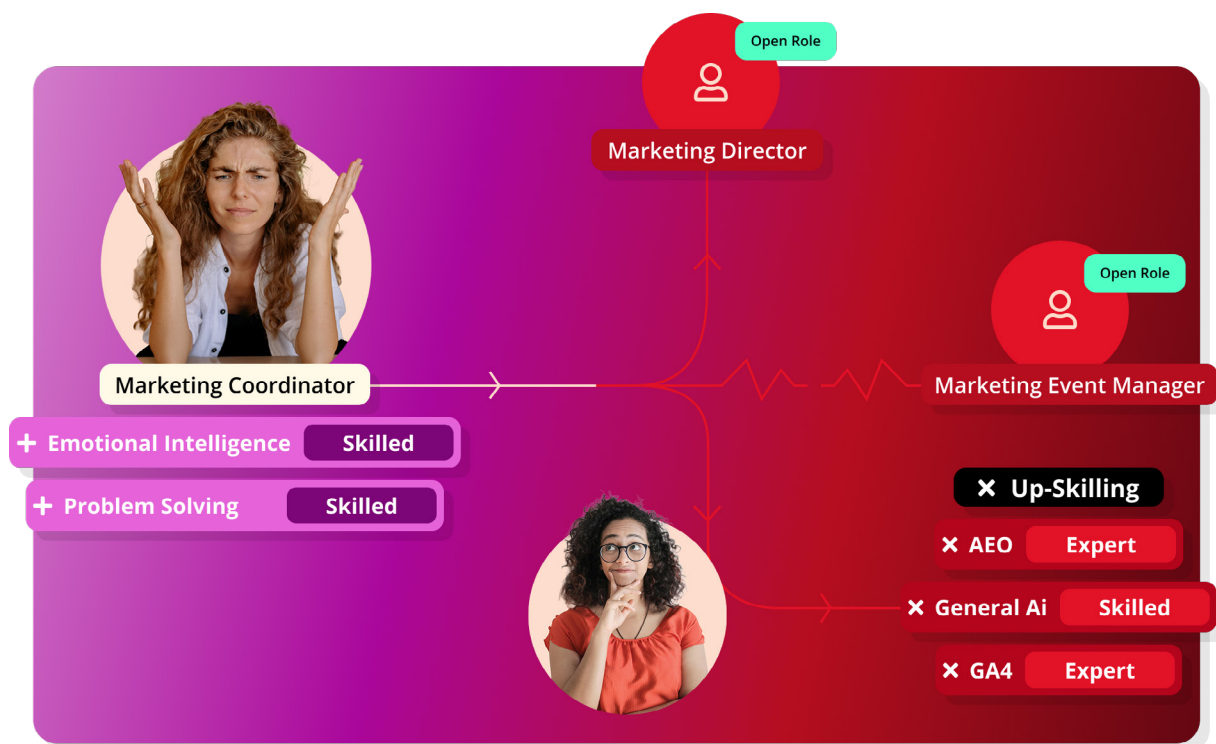 Open Role
Marketing Director
Open Role
Marketing Coordinator
Marketing Event Manager
Emotional Intelligence Skilled
Problem Solving Skilled
Up-Skilling
AEO Expert
General Ai Skilled
GA4 Expert